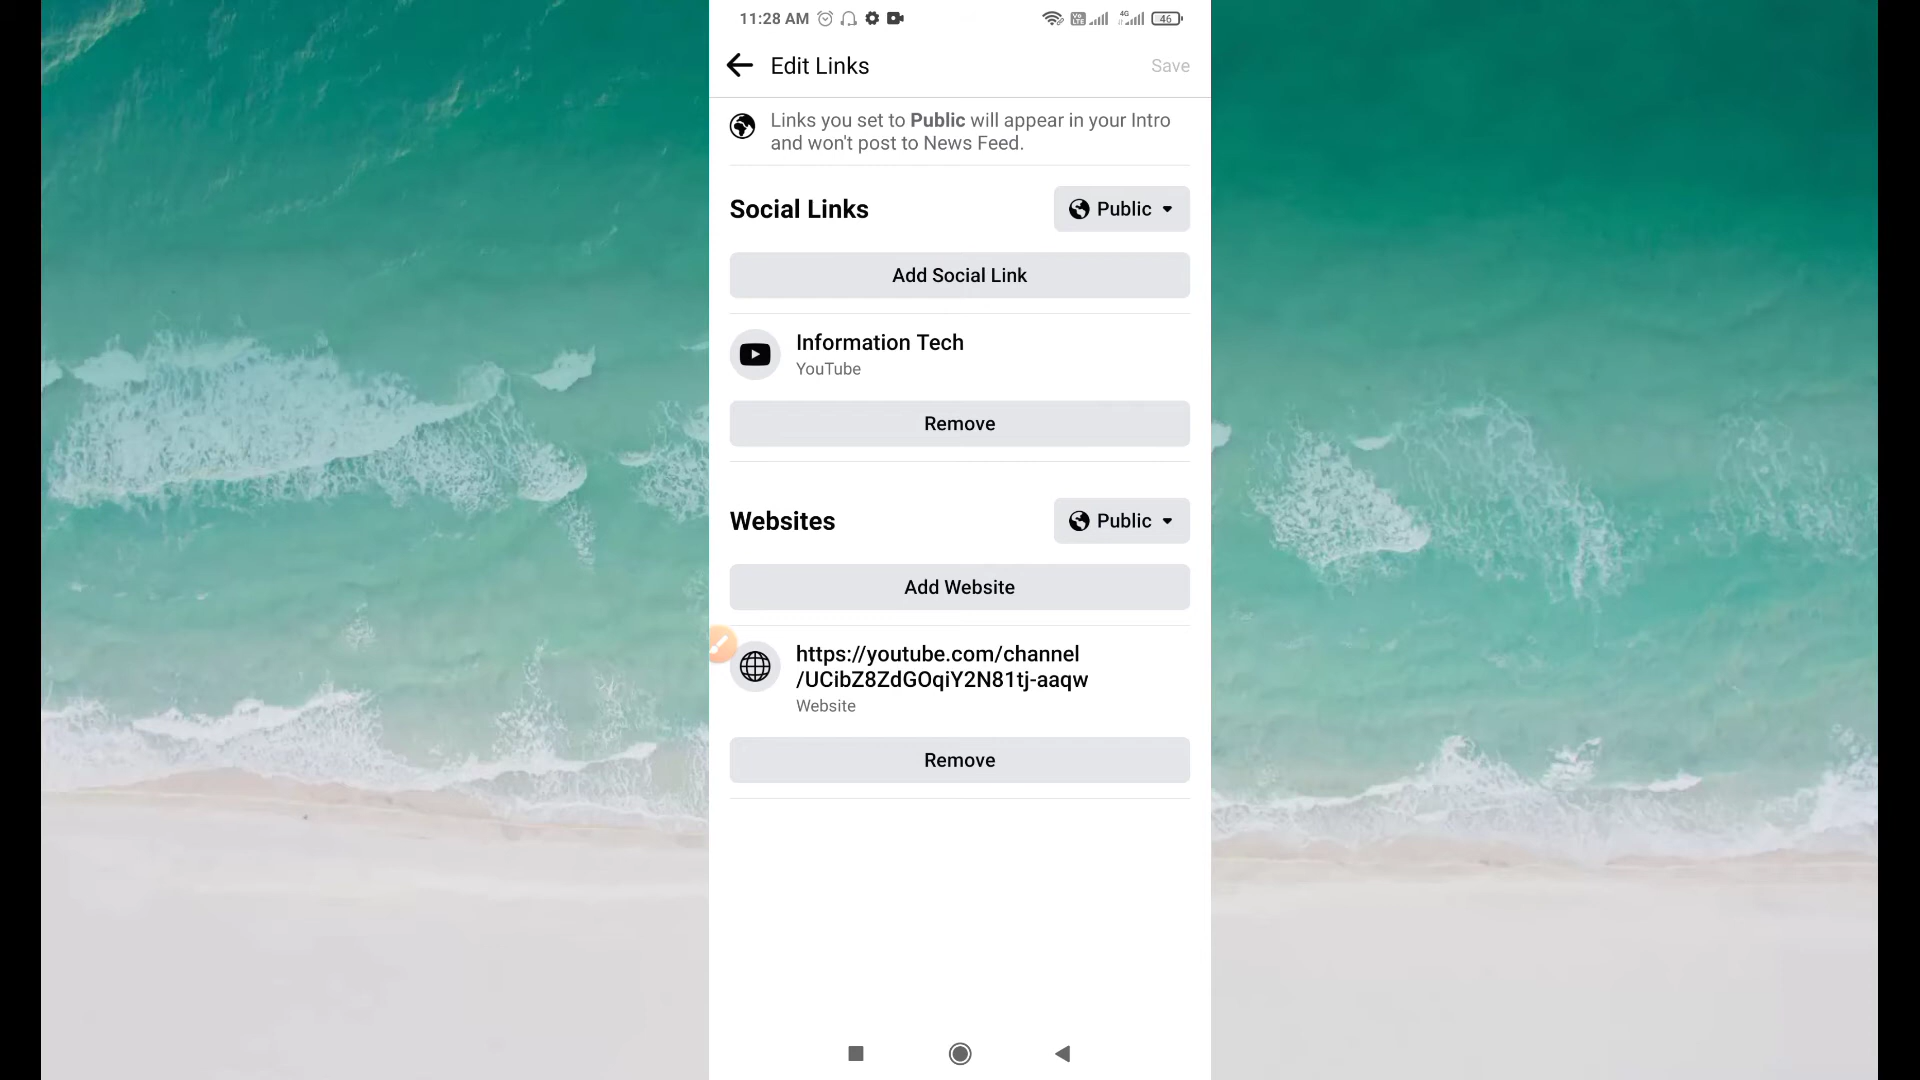 11:28 AM
4G
46
Edit Links
Save
Links you set to Public will appear in your Intro
and won't post to News Feed.
Social Links
Public
Add Social Link
Information Tech
YouTube
Remove
Websites
Public
Add Website
https://youtube.com/channel
/UCibZ8ZdGOqiY2N81tj-aaqw
Website
Remove